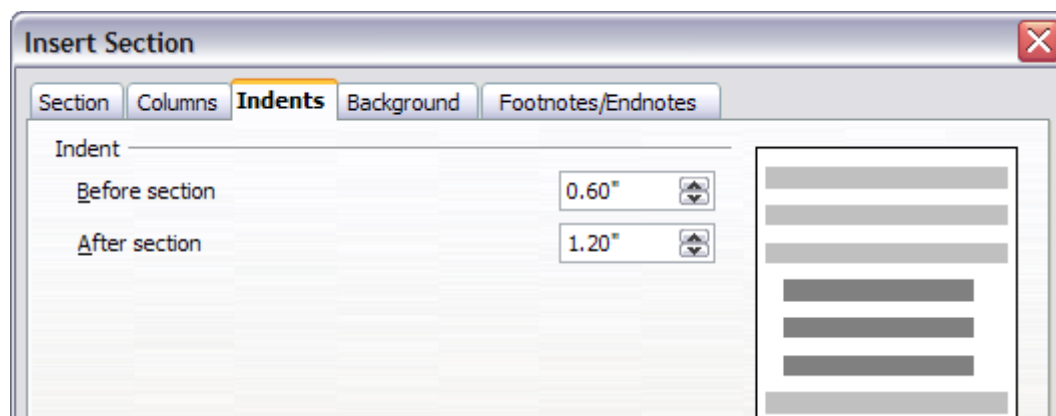 Insert Section
Section Columns Indents Background Footnotes/Endnotes
Indent
Before section 0.60"
After section 1.20"